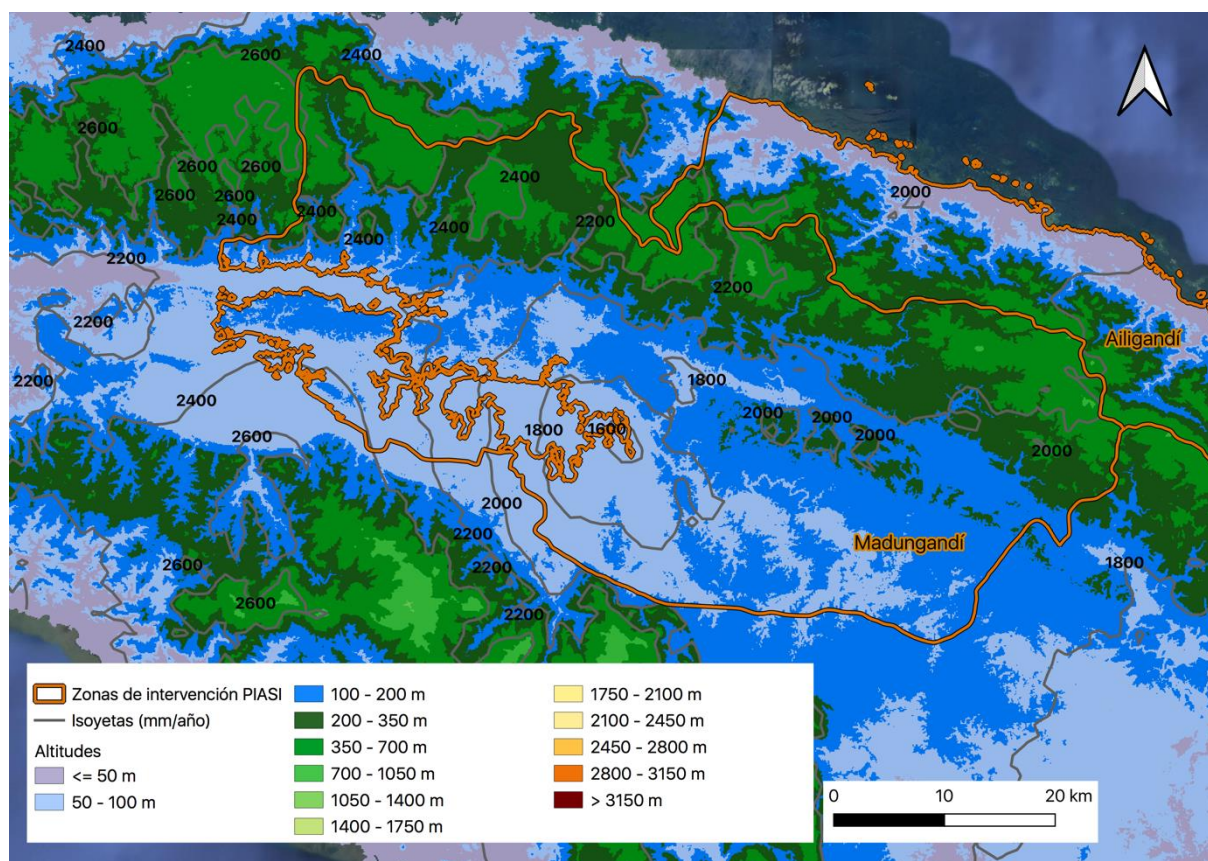 2400
2600
2400
2600
2600
2600
2600
2600
2400
2600
2400
2400
2400
2400
2200
2000
2200
2200
2200
2200
Ailigandí
1800
2400
2000
2000
2000
2600
1800
1600
2000
2000
2200
Madungandí
2600
2200
1800
2600
2200
Zonas de intervención PIASI
Isoyetas (mm/año)
Altitudes
<= 50 m
50 - 100 m
100 - 200 m
200 - 350 m
350 - 700 m
700 - 1050 m
1050 - 1400 m
1400 - 1750 m
1750 - 2100 m
2100 - 2450 m
2450 - 2800 m
2800 - 3150 m
> 3150 m
0 10 20 km